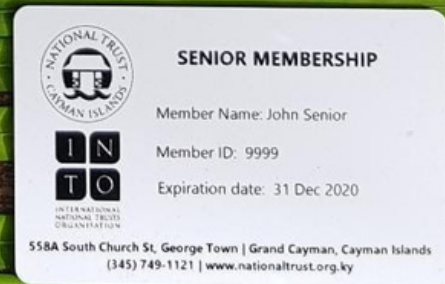 NATIONAL TRUST
CAYMAN ISLANDS
SENIOR MEMBERSHIP
Member Name: John Senior
I N
T O
Member ID: 9999
Expiration date: 31 Dec 2020
INTERNATIONAL
NATIONAL TRUSTS
ORGANISATION
558A South Church St, George Town | Grand Cayman, Cayman Islands
(345) 749-1121 | www.nationaltrust.org.ky